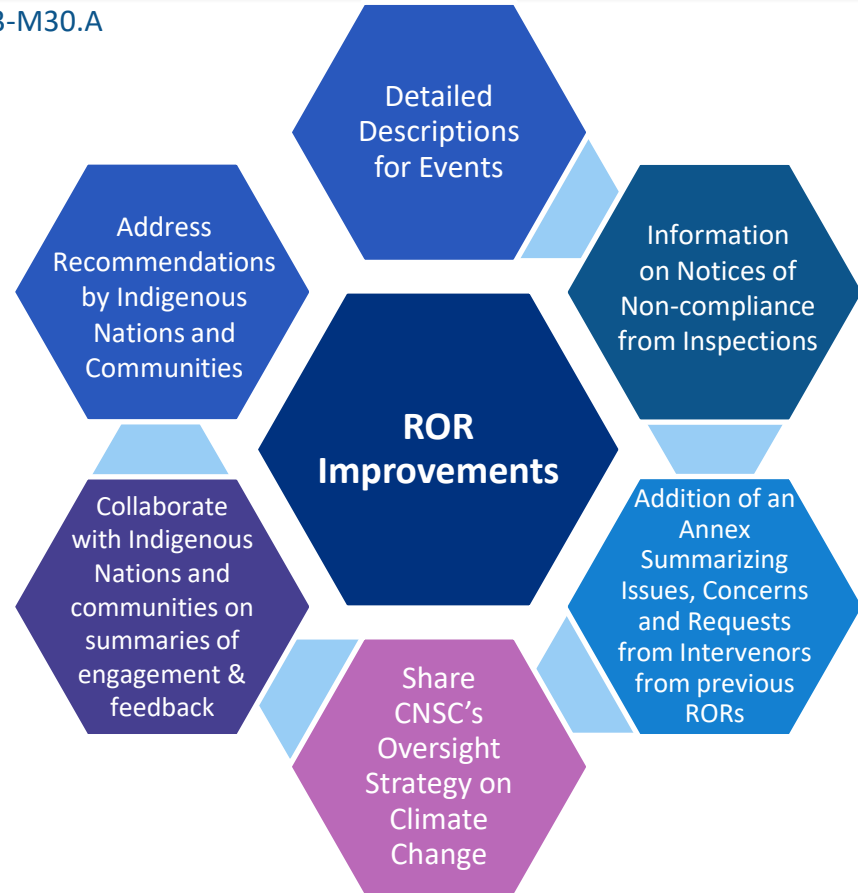 3-M30.A
Detailed
Descriptions
for Events
Information
on Notices of
Non-compliance
from Inspections
Addition of an
Annex
Summarizing
Issues, Concerns
and Requests
from Intervenors
from previous
RORs
Share
CNSC’s
Oversight
Strategy on
Climate
Change
Collaborate
with Indigenous
Nations and
communities on
summaries of
engagement &
feedback
Address
Recommendations
by Indigenous
Nations and
Communities
ROR
Improvements